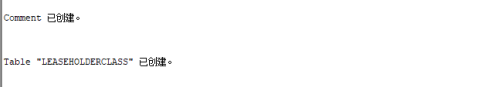 Comment 已创建。
Table "LEASEHOLDERCLASS" 已创建。